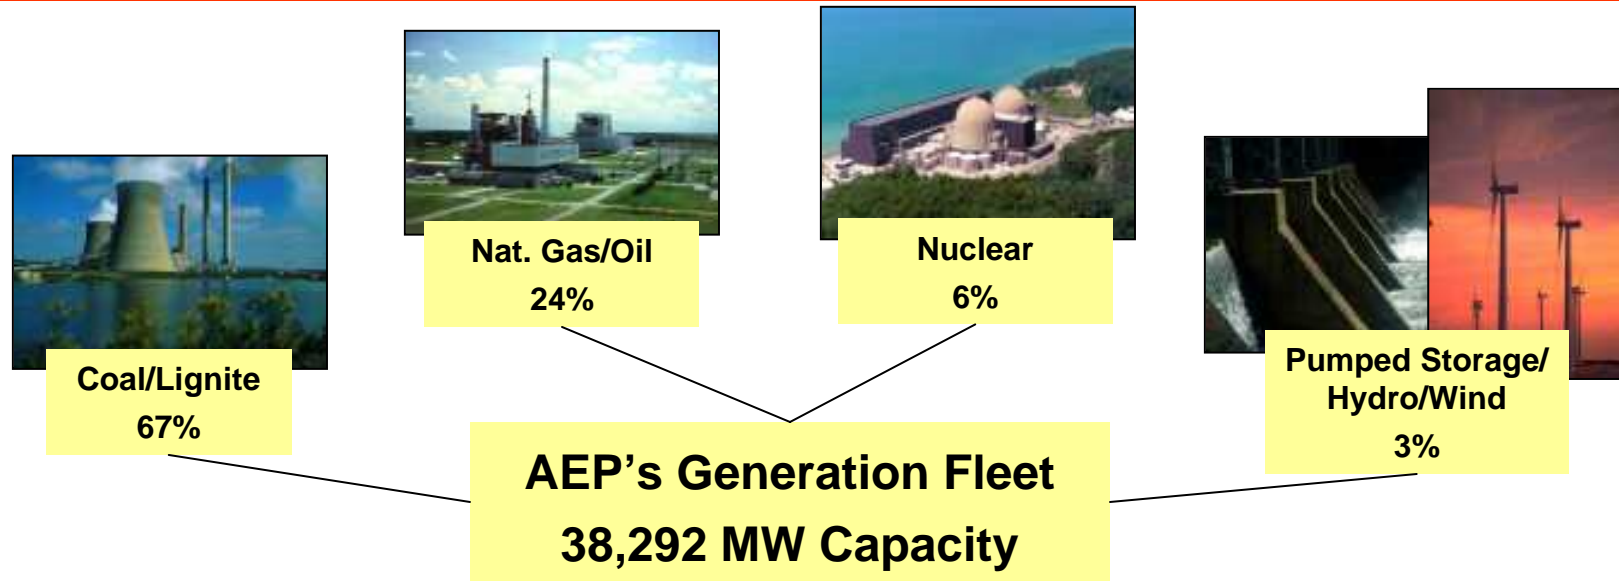 Nat. Gas/Oil
24%
Nuclear
6%
Coal/Lignite
67%
Pumped Storage/
Hydro/Wind
3%
AEP's Generation Fleet
38,292 MW Capacity